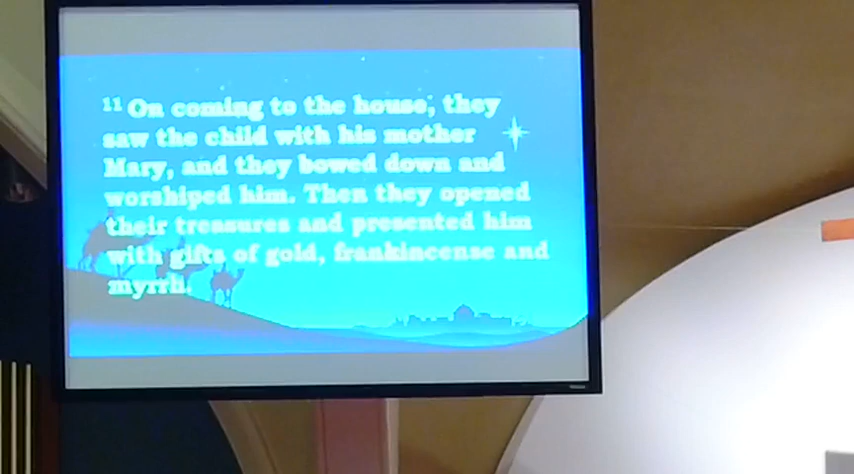 11 On coming to the house, they
saw the child with his mother
Mary, and they bowed down and
worshiped him. Then they opened
their treasures and presented him
with gifts of gold, frankincense and
myrrh.